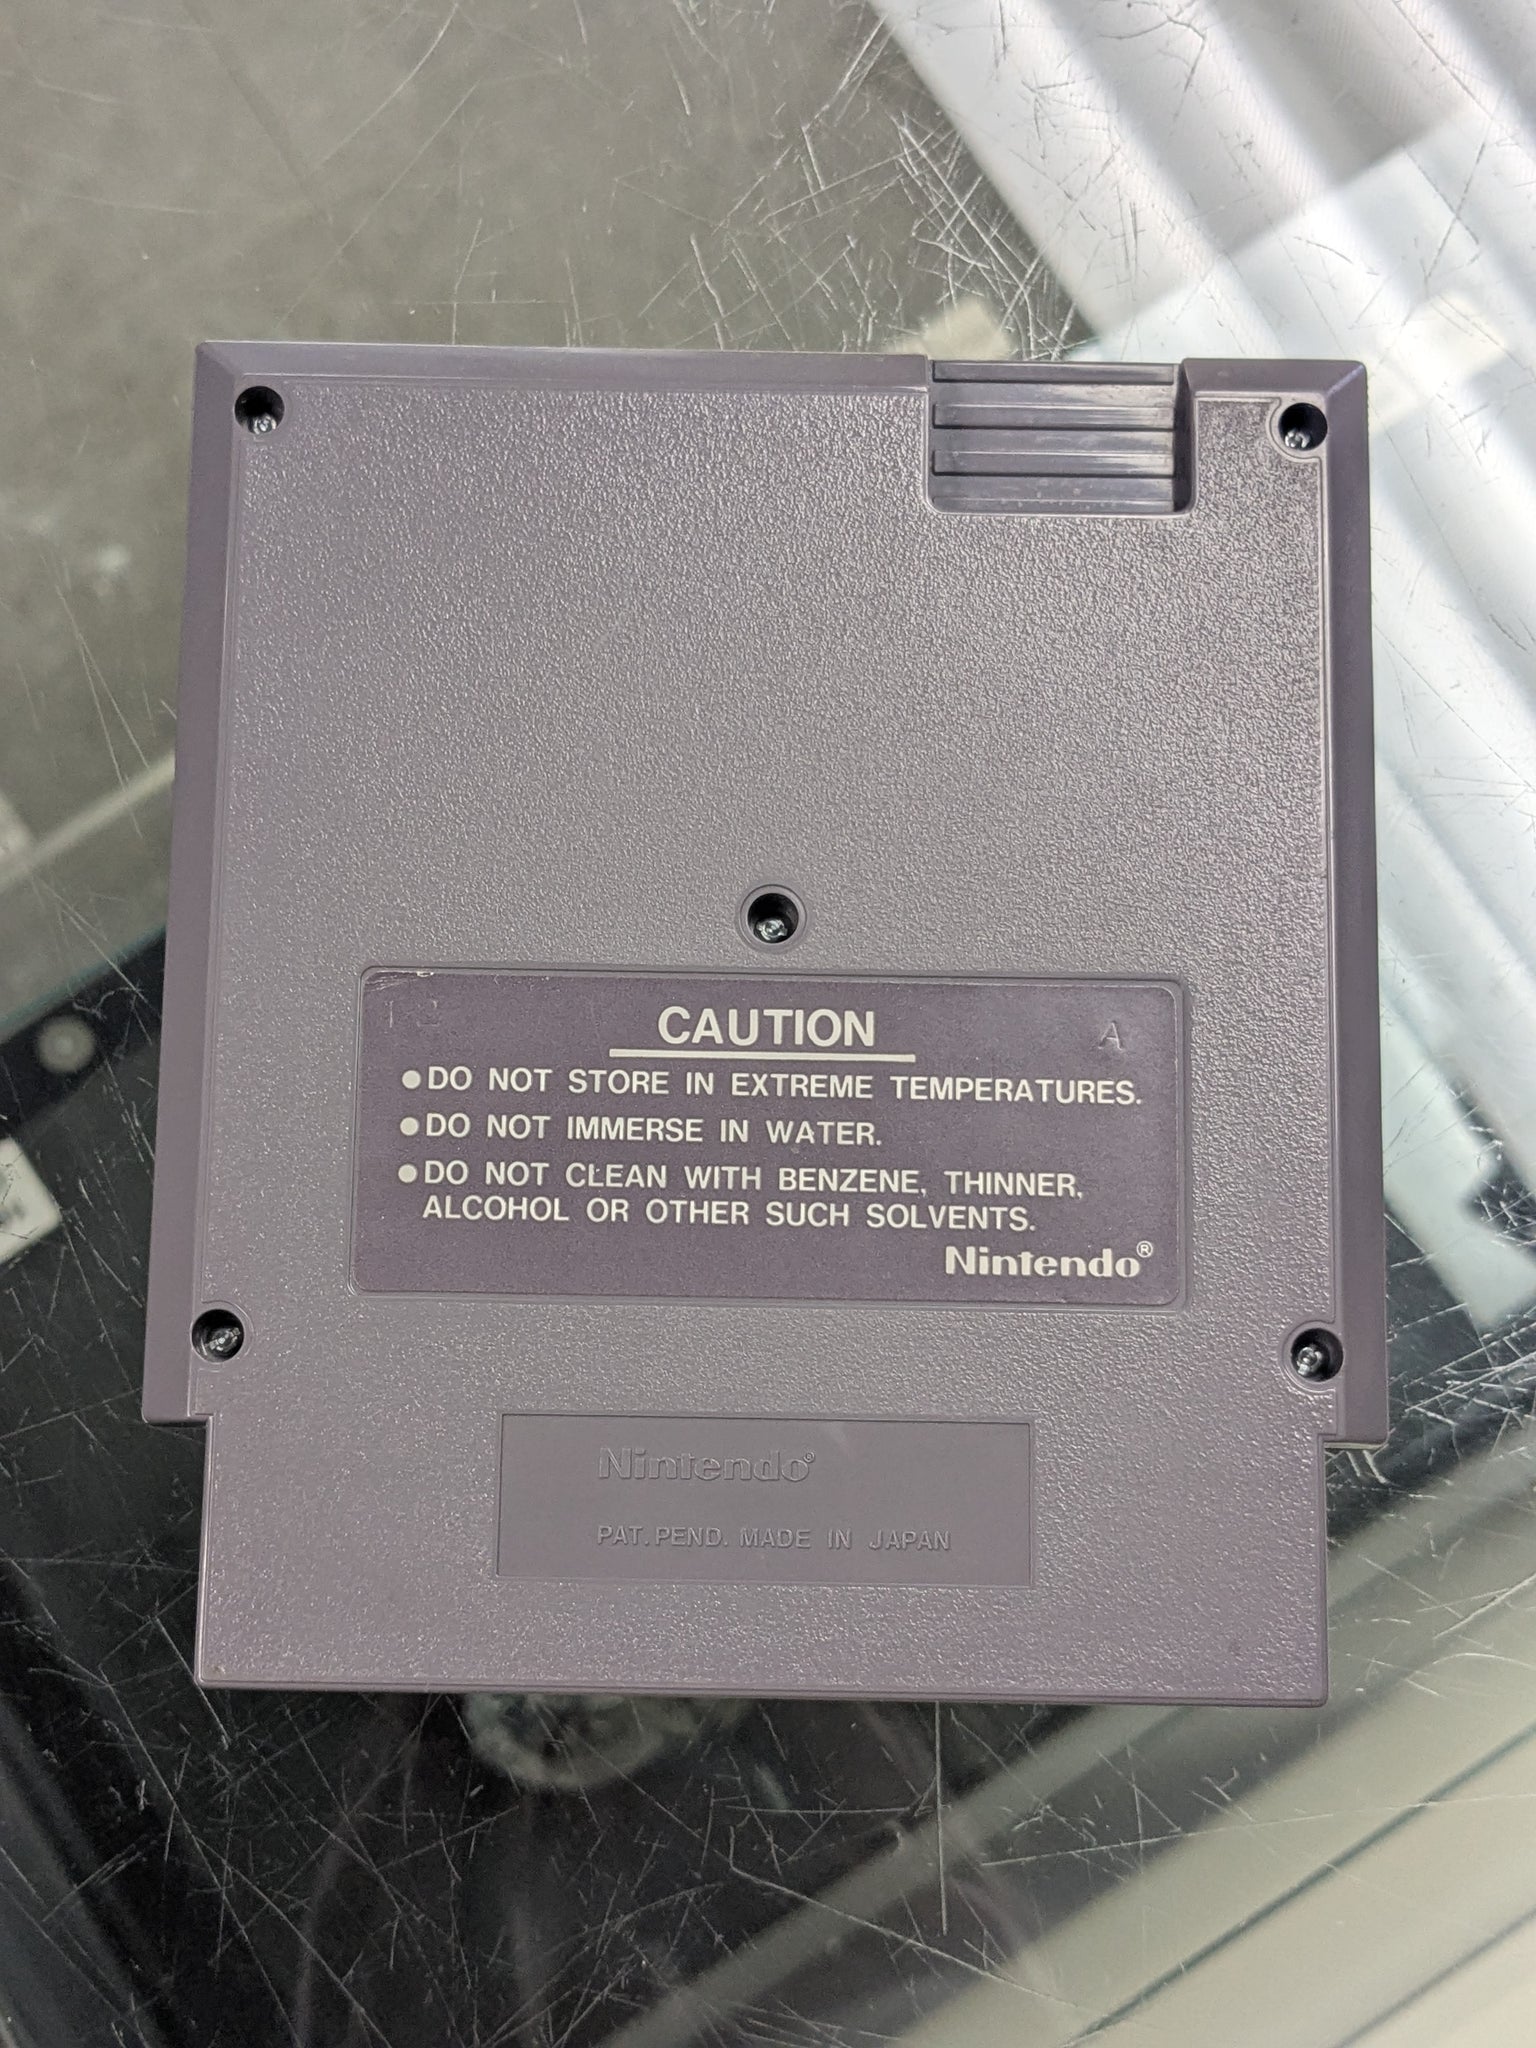 CAUTION
●DO NOT STORE IN EXTREME TEMPERATURES.
●DO NOT IMMERSE IN WATER.
●DO NOT CLEAN WITH BENZENE, THINNER,
ALCOHOL OR OTHER SUCH SOLVENTS.
Nintendo®
A
Nintendo®
PAT. PEND. MADE IN JAPAN